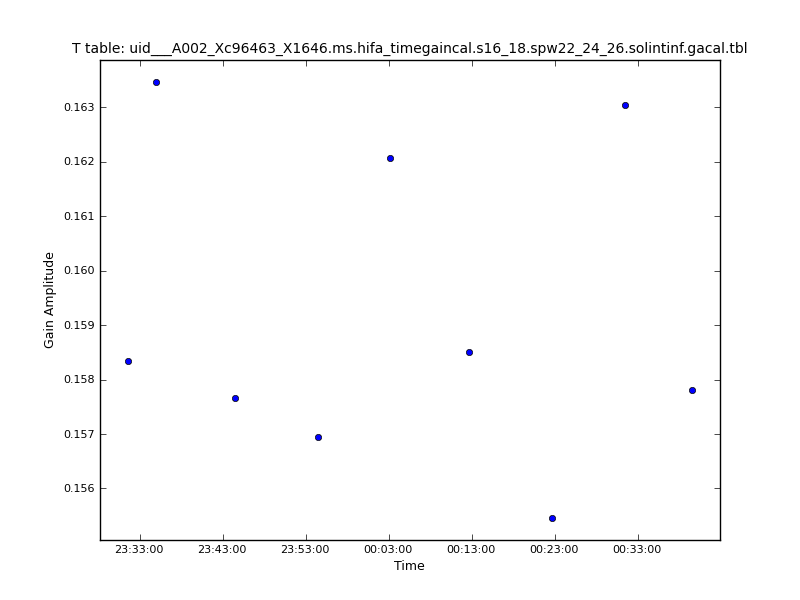 T table: uid___A002_Xc96463_X1646.ms.hifa_timegaincal.s16_18.spw22_24_26.solintinf.gacal.tbl
0.163
0.162
0.161
0.160
0.159
0.158
0.157
0.156
Gain Amplitude
23:33:00 23:43:00 23:53:00 00:03:00 00:13:00 00:23:00 00:33:00
Time